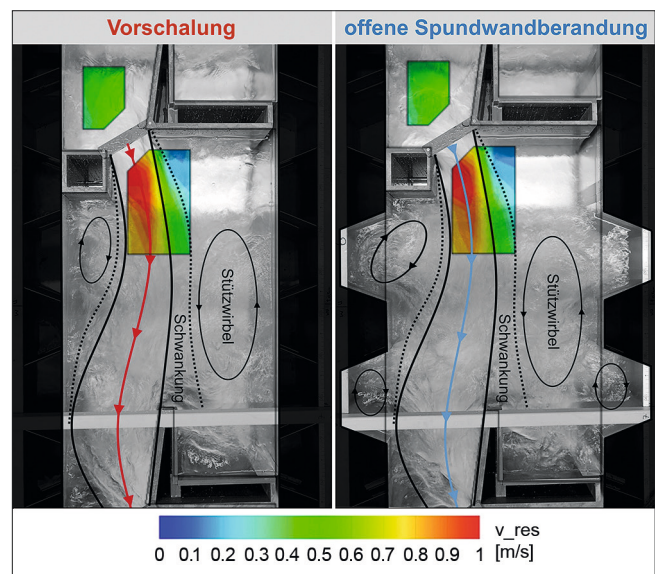 Vorschalung
offene Spundwandberandung
Stützwirbel
Schwankung
Stützwirbel
Schwankung
v_res
[m/s]
0 0.1 0.2 0.3 0.4 0.5 0.6 0.7 0.8 0.9 1